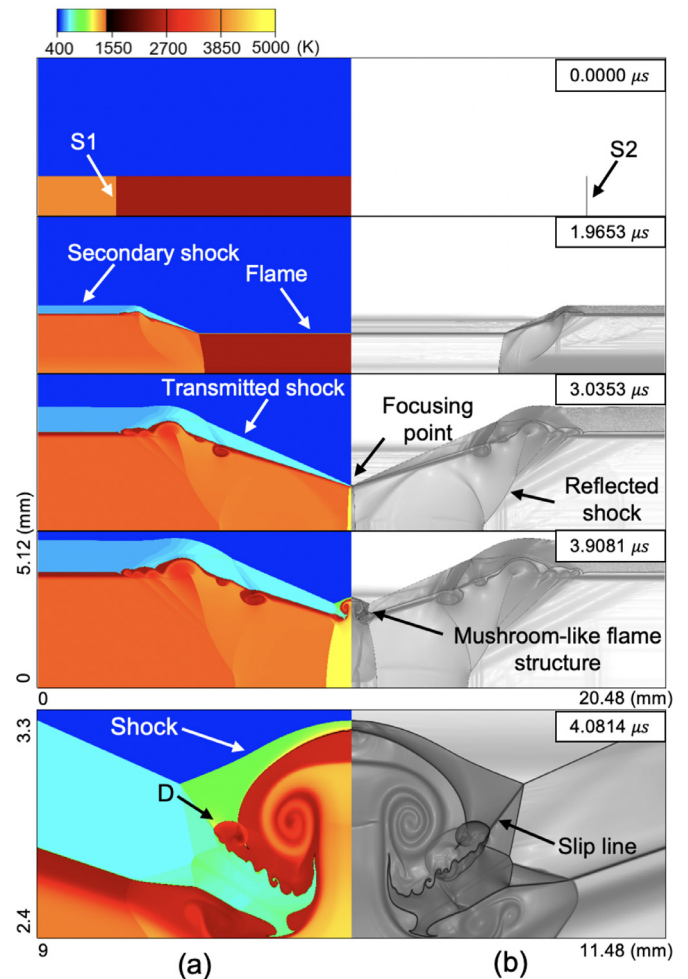 400 1550 2700 3850 5000 (K)
0.0000 μs
S1
S2
1.9653 μs
Secondary shock
Flame
3.0353 μs
Transmitted shock
Focusing
point
Reflected
shock
5.12 (mm)
0
3.9081 μs
Mushroom-like flame
structure
0
20.48 (mm)
3.3
4.0814 μs
Shock
D
Slip line
2.4
9
(a)
(b)
11.48 (mm)